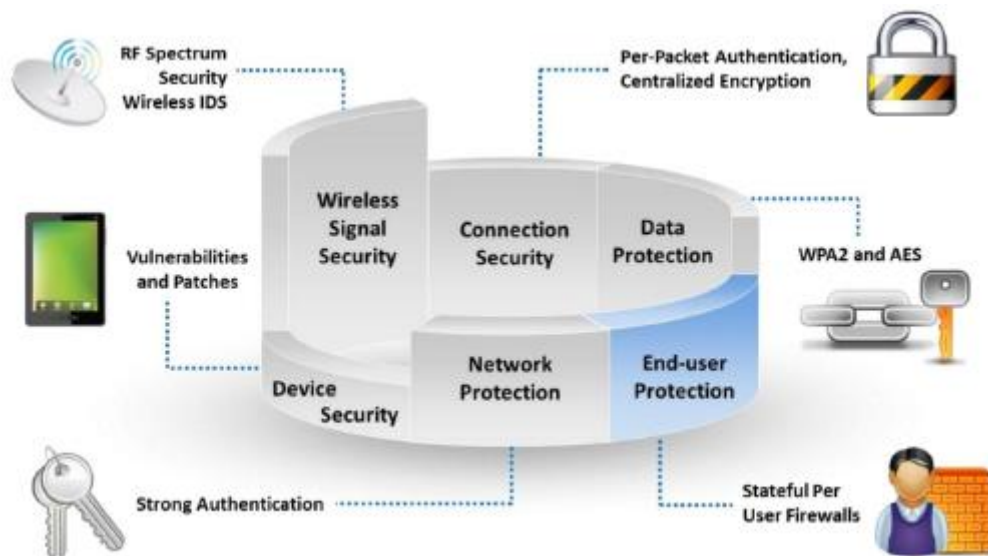 RF Spectrum
Security
Wireless IDS
Per-Packet Authentication,
Centralized Encryption
Wireless
Signal
Security
Connection
Security
Data
Protection
Vulnerabilities
and Patches
WPA2 and AES
Device
Security
Network
Protection
End-user
Protection
Strong Authentication
Stateful Per
User Firewalls